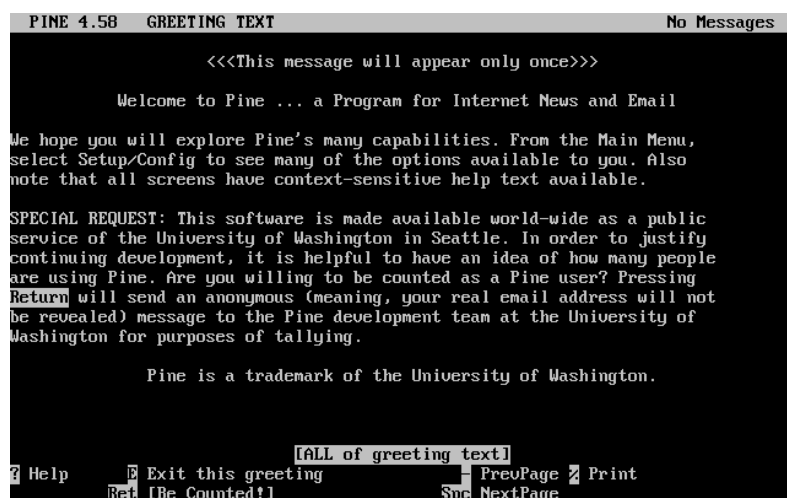 PINE 4.58   GREETING TEXT                                   No Messages
<<<This message will appear only once>>>
Welcome to Pine ... a Program for Internet News and Email
We hope you will explore Pine's many capabilities. From the Main Menu,
select Setup/Config to see many of the options available to you. Also
note that all screens have context-sensitive help text available.
SPECIAL REQUEST: This software is made available world-wide as a public
service of the University of Washington in Seattle. In order to justify
continuing development, it is helpful to have an idea of how many people
are using Pine. Are you willing to be counted as a Pine user? Pressing
Return will send an anonymous (meaning, your real email address will not
be revealed) message to the Pine development team at the University of
Washington for purposes of tallying.
Pine is a trademark of the University of Washington.
[ALL of greeting text]
? Help       E Exit this greeting              - PrevPage % Print
Ret [Be Counted!]               Spc NextPage